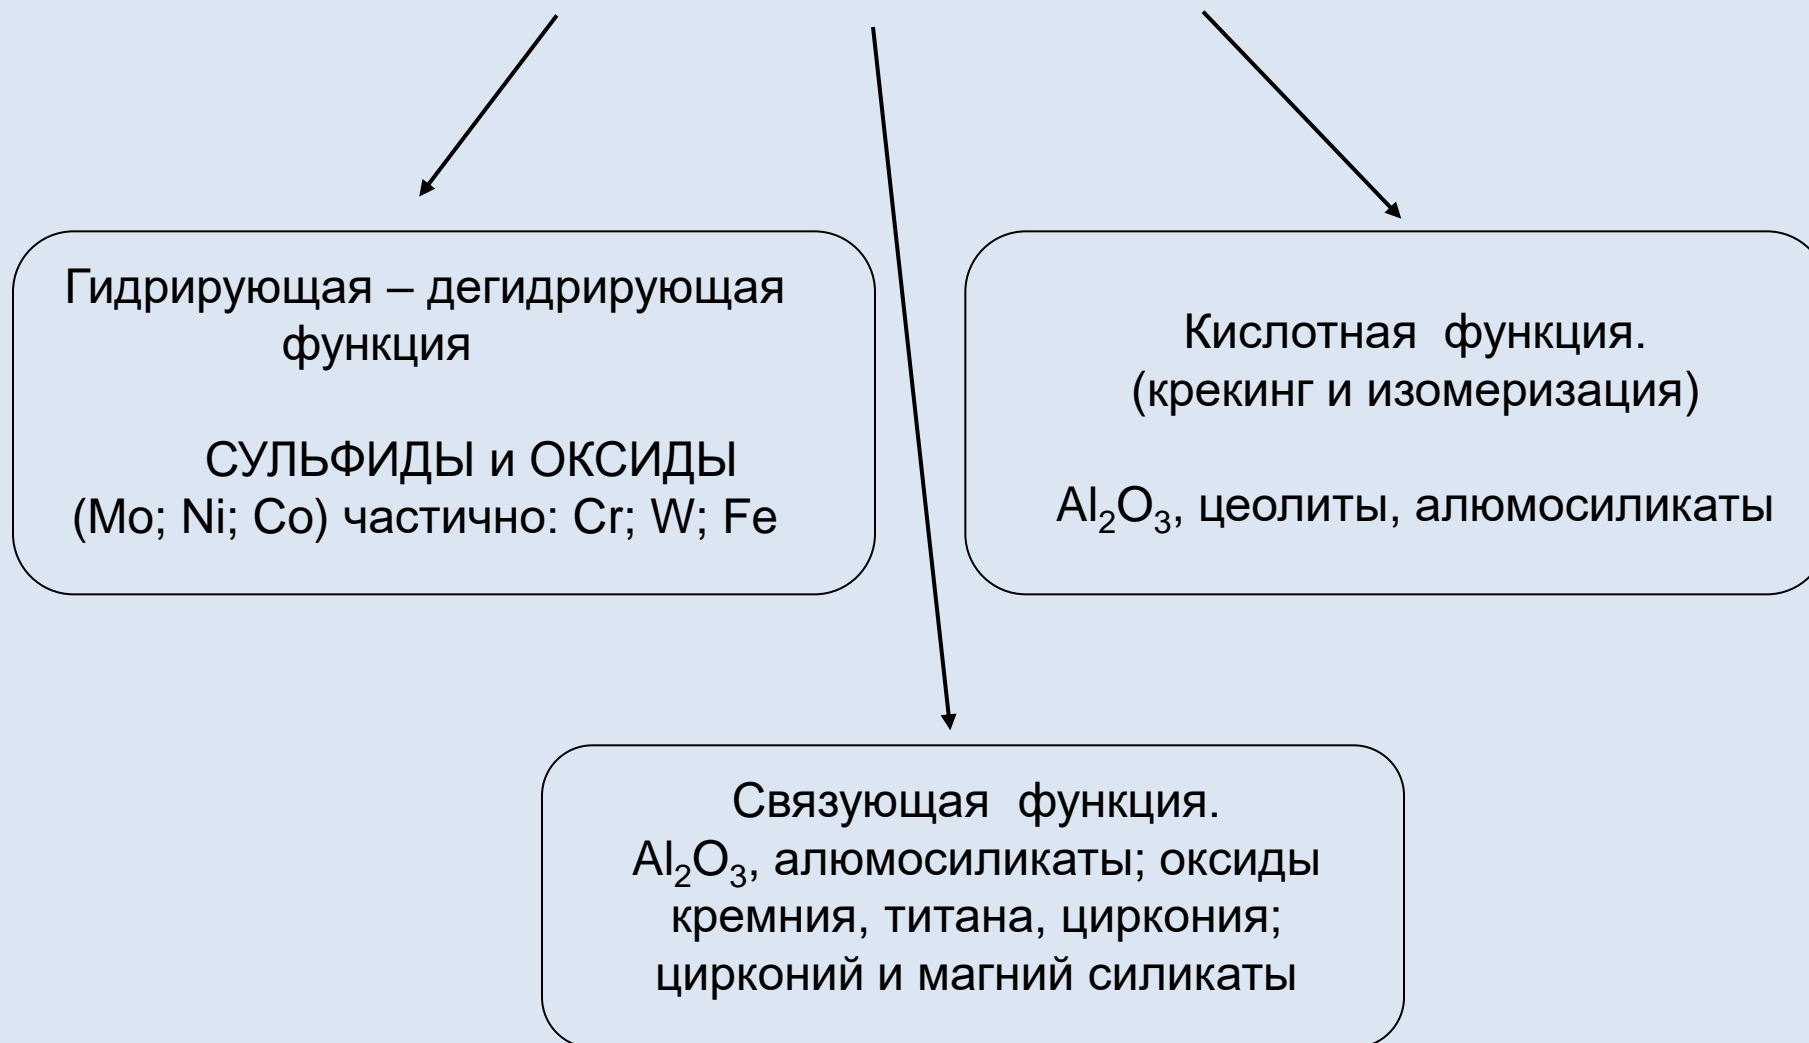 Гидрирующая – дегидрирующая
функция
СУЛЬФИДЫ и ОКСИДЫ
(Mo; Ni; Co) частично: Cr; W; Fe
Кислотная функция.
(крекинг и изомеризация)
Al₂O₃, цеолиты, алюмосиликаты
Связующая функция.
Al₂O₃, алюмосиликаты; оксиды
кремния, титана, циркония;
цирконий и магний силикаты